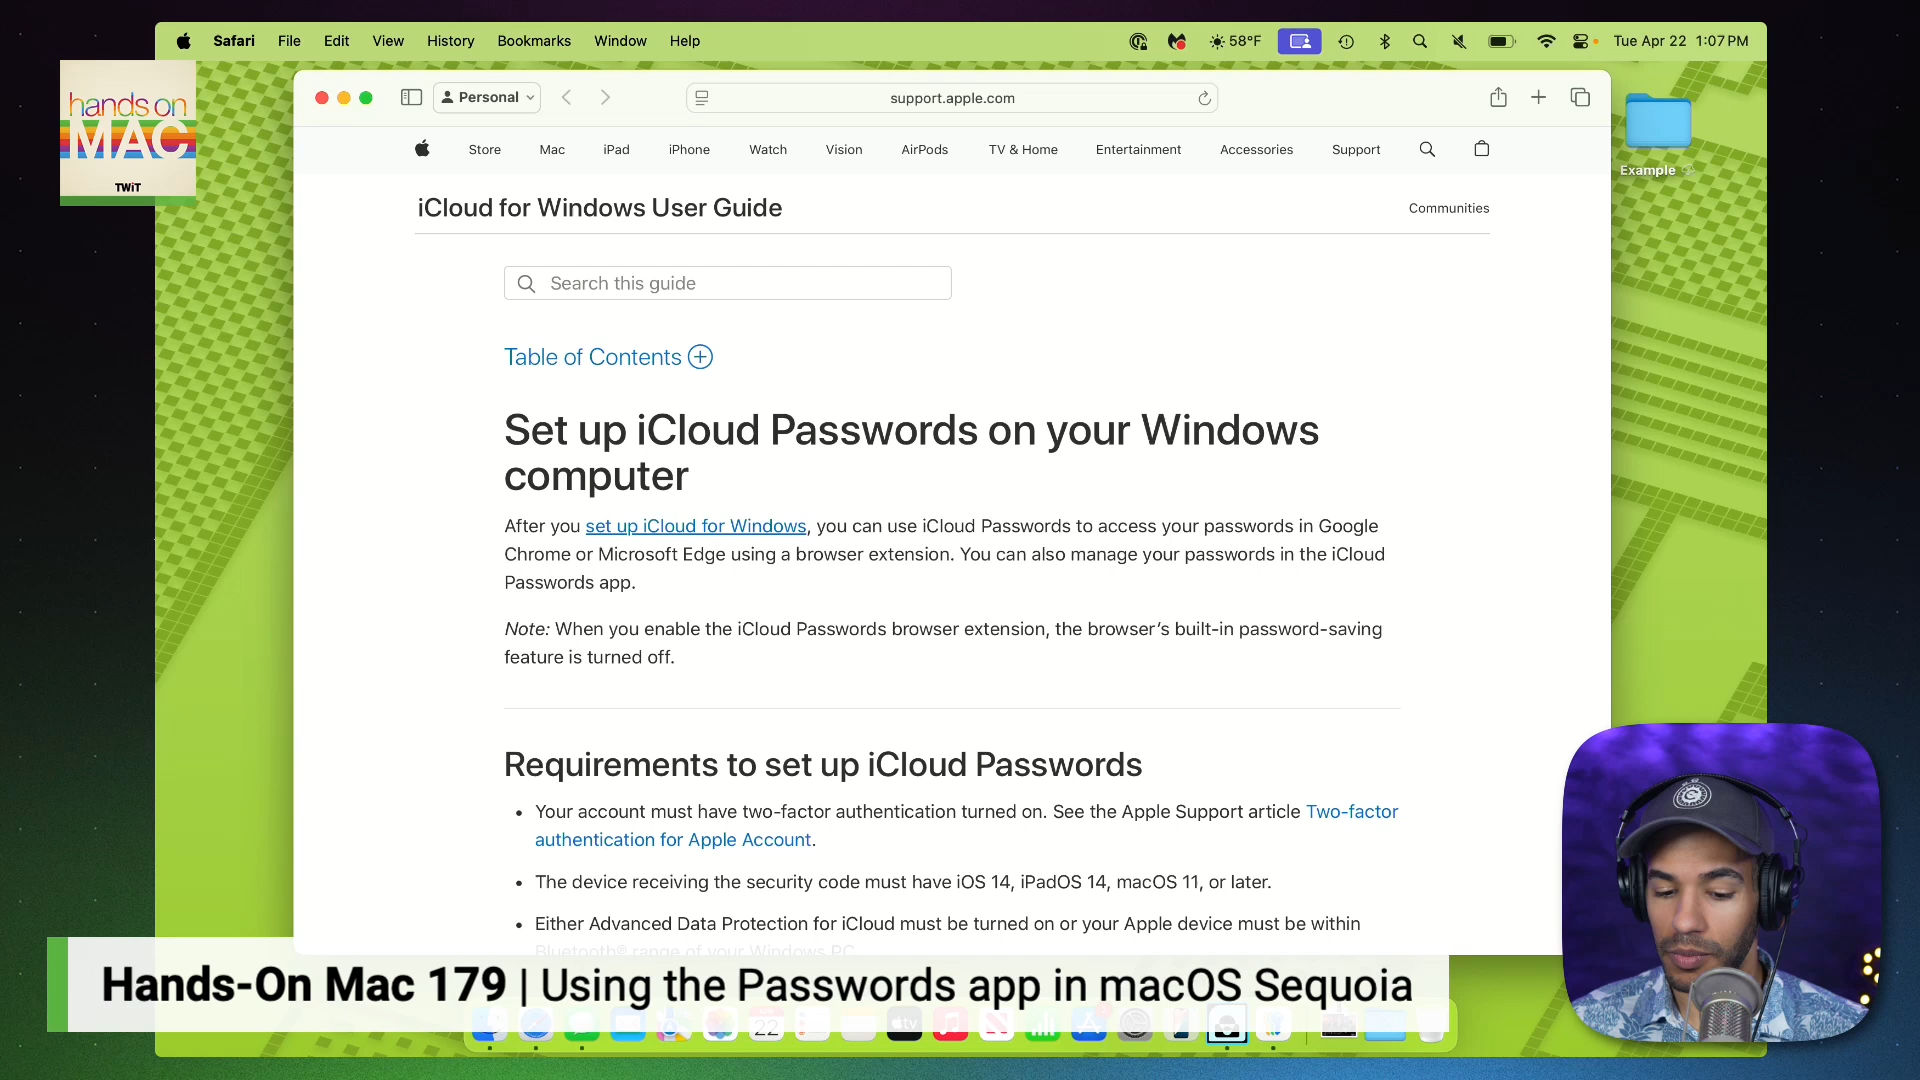 Safari File Edit View History Bookmarks Window Help 58°F Tue Apr 22 1:07 PM
hands on
MAC
TWiT
Personal support.apple.com
Store Mac iPad iPhone Watch Vision AirPods TV & Home Entertainment Accessories Support
Example
iCloud for Windows User Guide Communities
Search this guide
Table of Contents
Set up iCloud Passwords on your Windows
computer
After you set up iCloud for Windows, you can use iCloud Passwords to access your passwords in Google
Chrome or Microsoft Edge using a browser extension. You can also manage your passwords in the iCloud
Passwords app.
Note: When you enable the iCloud Passwords browser extension, the browser’s built-in password-saving
feature is turned off.
Requirements to set up iCloud Passwords
• Your account must have two-factor authentication turned on. See the Apple Support article Two-factor
authentication for Apple Account.
• The device receiving the security code must have iOS 14, iPadOS 14, macOS 11, or later.
• Either Advanced Data Protection for iCloud must be turned on or your Apple device must be within
Bluetooth® range of your Windows PC.
Hands-On Mac 179 | Using the Passwords app in macOS Sequoia
22 tv